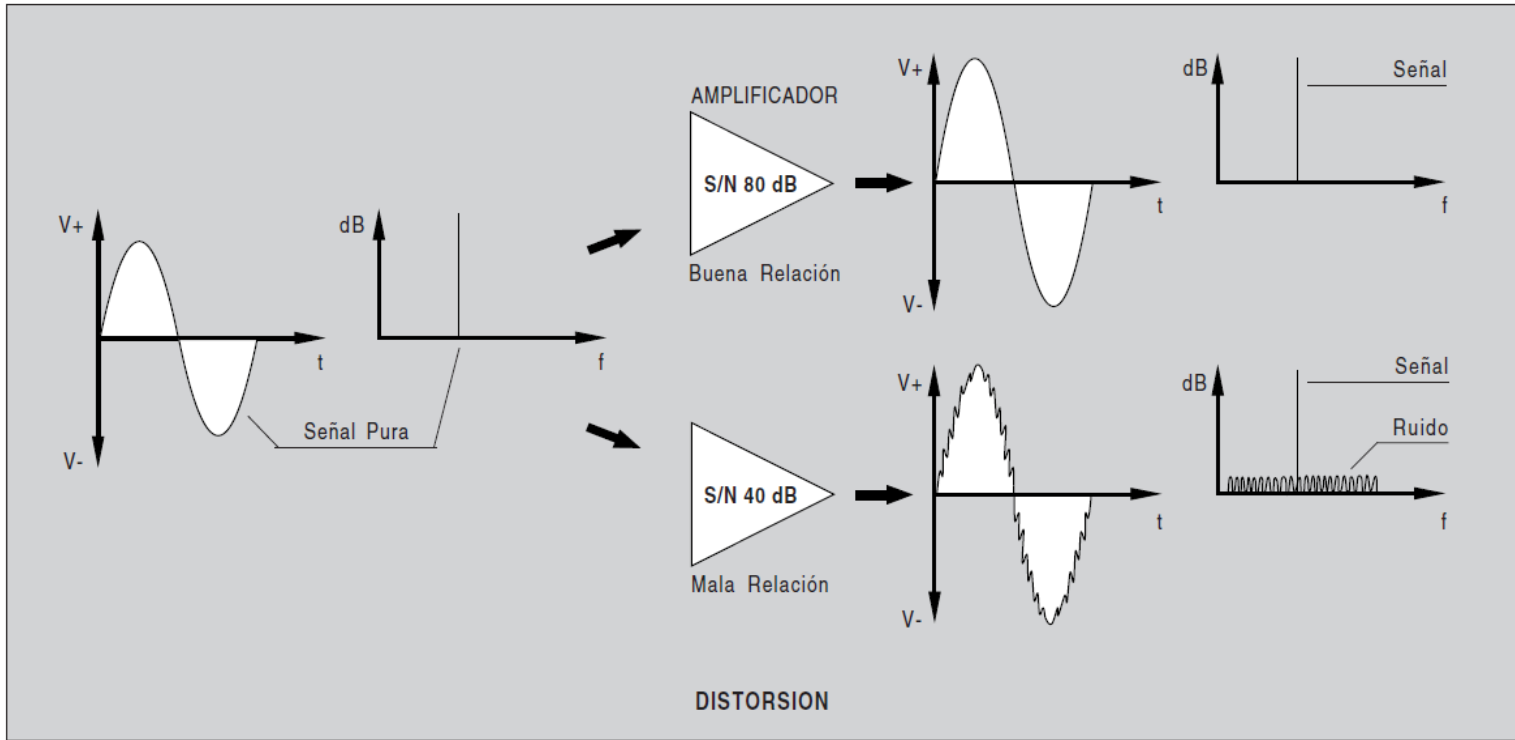 V+
t
V-
dB
f
Señal Pura
AMPLIFICADOR
S/N 80 dB
Buena Relación
V+
t
V-
dB
Señal
f
S/N 40 dB
Mala Relación
V+
t
V-
dB
Señal
Ruido
f
DISTORSION